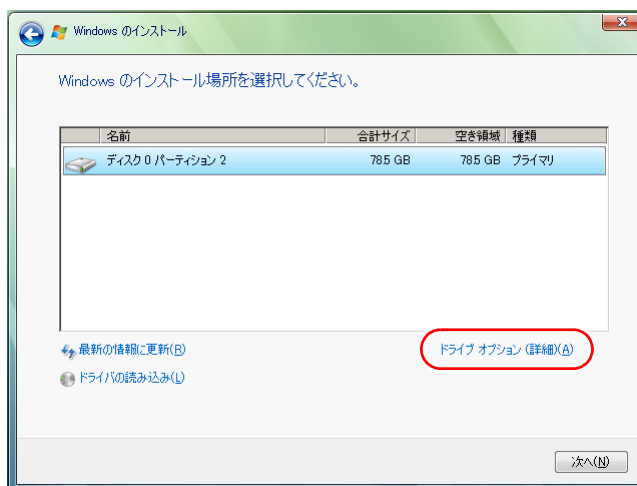 Windows のインストール
Windows のインストール場所を選択してください。
名前 合計サイズ 空き領域 種類
ディスク 0 パーティション 2 78.5 GB 78.5 GB プライマリ
最新の情報に更新(R) ドライブ オプション (詳細)(A)
ドライバの読み込み(L)
次へ(N)